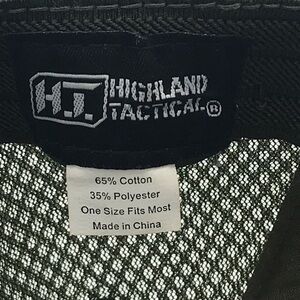 H.T. HIGHLAND
TACTICAL®
65% Cotton
35% Polyester
One Size Fits Most
Made in China